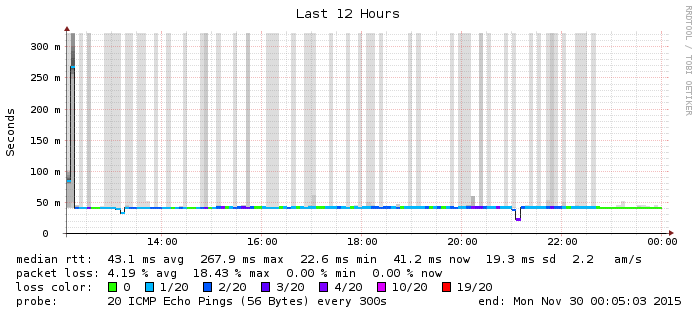 Last 12 Hours
RRDTOOL / TOBI OETIKER
Seconds
300 m
250 m
200 m
150 m
100 m
50 m
0
14:00 16:00 18:00 20:00 22:00 00:00
median rtt: 43.1 ms avg 267.9 ms max 22.6 ms min 41.2 ms now 19.3 ms sd 2.2 am/s
packet loss: 4.19 % avg 18.43 % max 0.00 % min 0.00 % now
loss color: 0 1/20 2/20 3/20 4/20 10/20 19/20
probe: 20 ICMP Echo Pings (56 Bytes) every 300s end: Mon Nov 30 00:05:03 2015